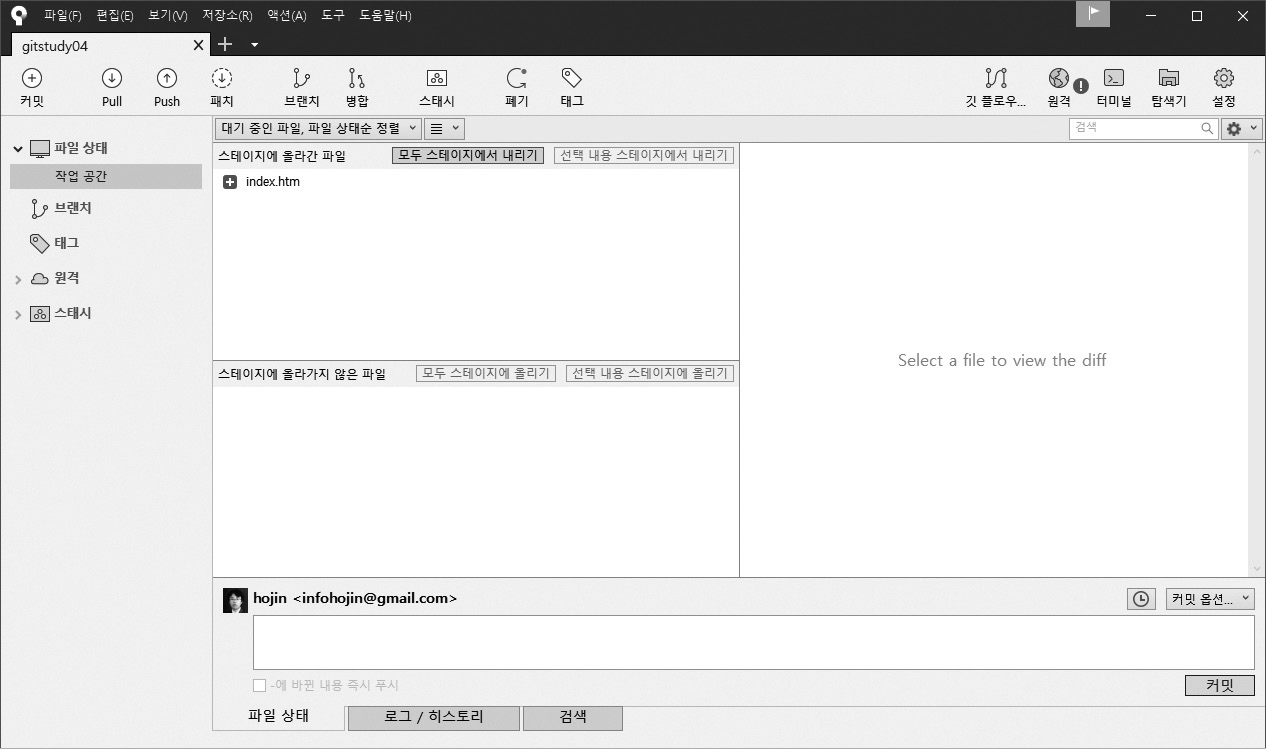 파일(F) 편집(E) 보기(V) 저장소(R) 액션(A) 도구 도움말(H)
gitstudy04
커밋 Pull Push 패치 브랜치 병합 스태시 폐기 태그 깃 플로우... 원격 터미널 탐색기 설정
대기 중인 파일, 파일 상태순 정렬 검색
파일 상태
작업 공간
브랜치
태그
원격
스태시
스테이지에 올라간 파일 모두 스테이지에서 내리기 선택 내용 스테이지에서 내리기
index.htm
스테이지에 올라가지 않은 파일 모두 스테이지에 올리기 선택 내용 스테이지에 올리기
Select a file to view the diff
hojin <infohojin@gmail.com> 커밋 옵션...
-에 바뀐 내용 즉시 푸시 커밋
파일 상태 로그 / 히스토리 검색